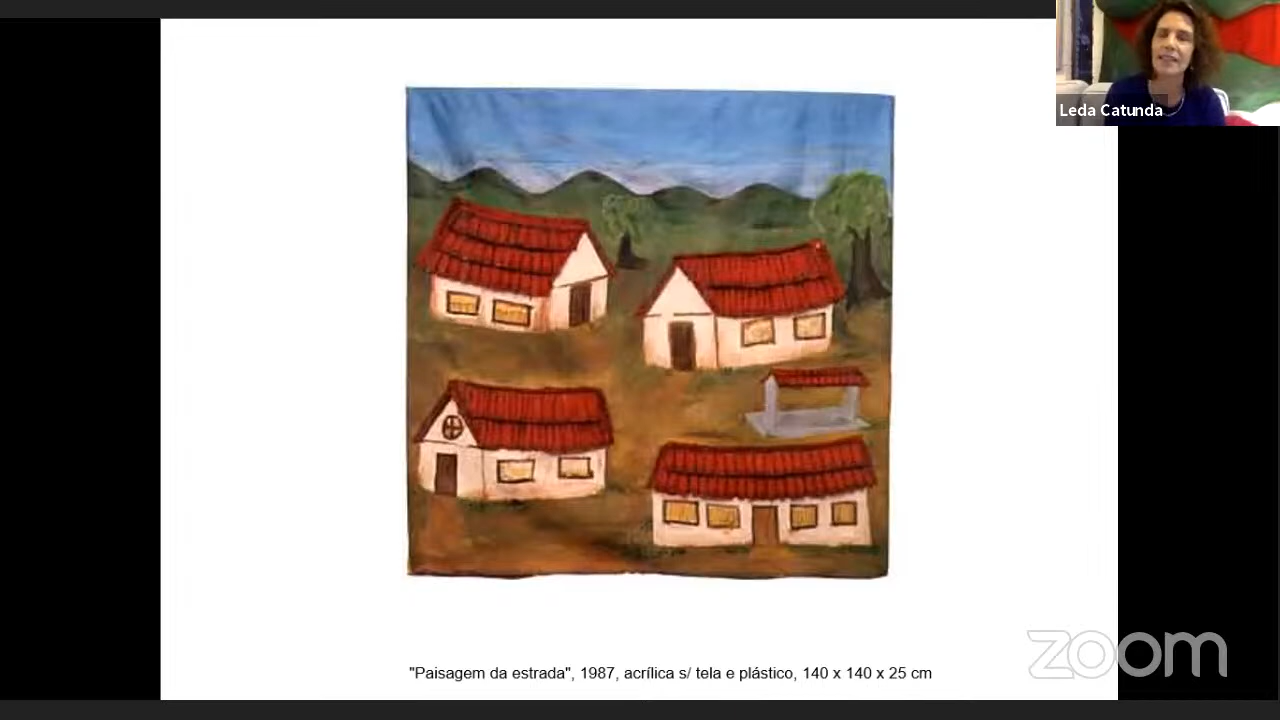 Leda Catunda
"Paisagem da estrada", 1987, acrílica s/ tela e plástico, 140 x 140 x 25 cm
zoom